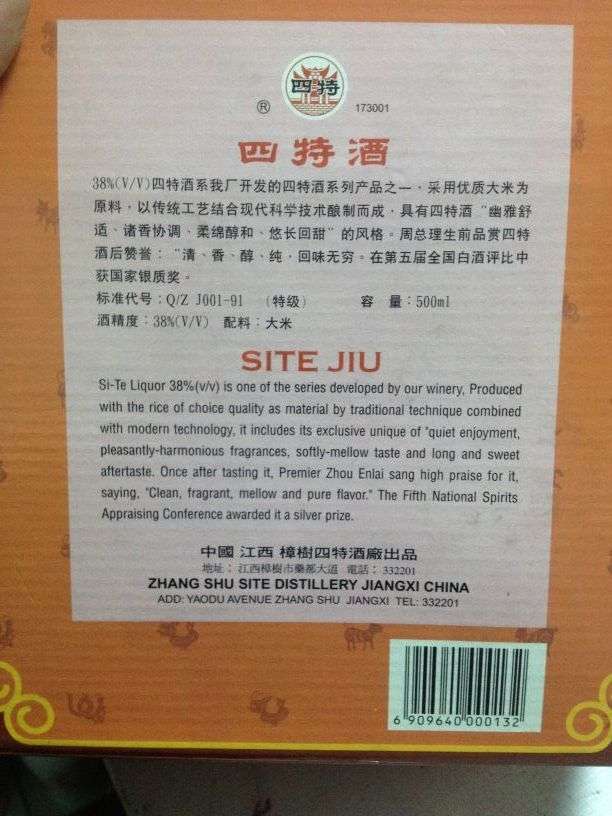 四特
® 173001
四特酒
38%(V/V)四特酒系我厂开发的四特酒系列产品之一，采用优质大米为
原料，以传统工艺结合现代科学技术酿制而成，具有四特酒“幽雅舒
适、诸香协调、柔绵醇和、悠长回甜”的风格。周总理生前品赏四特
酒后赞誉：“清、香、醇、纯，回味无穷。在第五届全国白酒评比中
获国家银质奖。
标准代号：Q/Z J001-91 （特级） 容 量：500ml
酒精度：38%(V/V) 配料：大米
SITE JIU
Si-Te Liquor 38%(v/v) is one of the series developed by our winery, Produced
with the rice of choice quality as material by traditional technique combined
with modern technology, it includes its exclusive unique of "quiet enjoyment,
pleasantly-harmonious fragrances, softly-mellow taste and long and sweet
aftertaste. Once after tasting it, Premier Zhou Enlai sang high praise for it,
saying, "Clean, fragrant, mellow and pure flavor." The Fifth National Spirits
Appraising Conference awarded it a silver prize.
中國 江西 樟樹四特酒廠出品
地址：江西樟樹市藥都大道 電話：332201
ZHANG SHU SITE DISTILLERY JIANGXI CHINA
ADD: YAODU AVENUE ZHANG SHU JIANGXI TEL: 332201
6 909640 000132